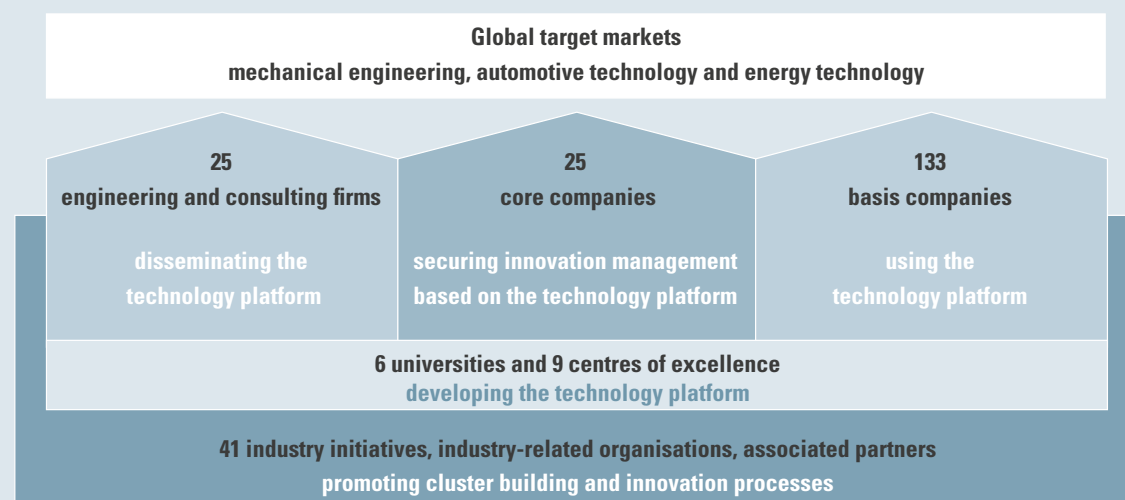 Global target markets
mechanical engineering, automotive technology and energy technology
25
engineering and consulting firms
disseminating the
technology platform
25
core companies
securing innovation management
based on the technology platform
133
basis companies
using the
technology platform
6 universities and 9 centres of excellence
developing the technology platform
41 industry initiatives, industry-related organisations, associated partners
promoting cluster building and innovation processes